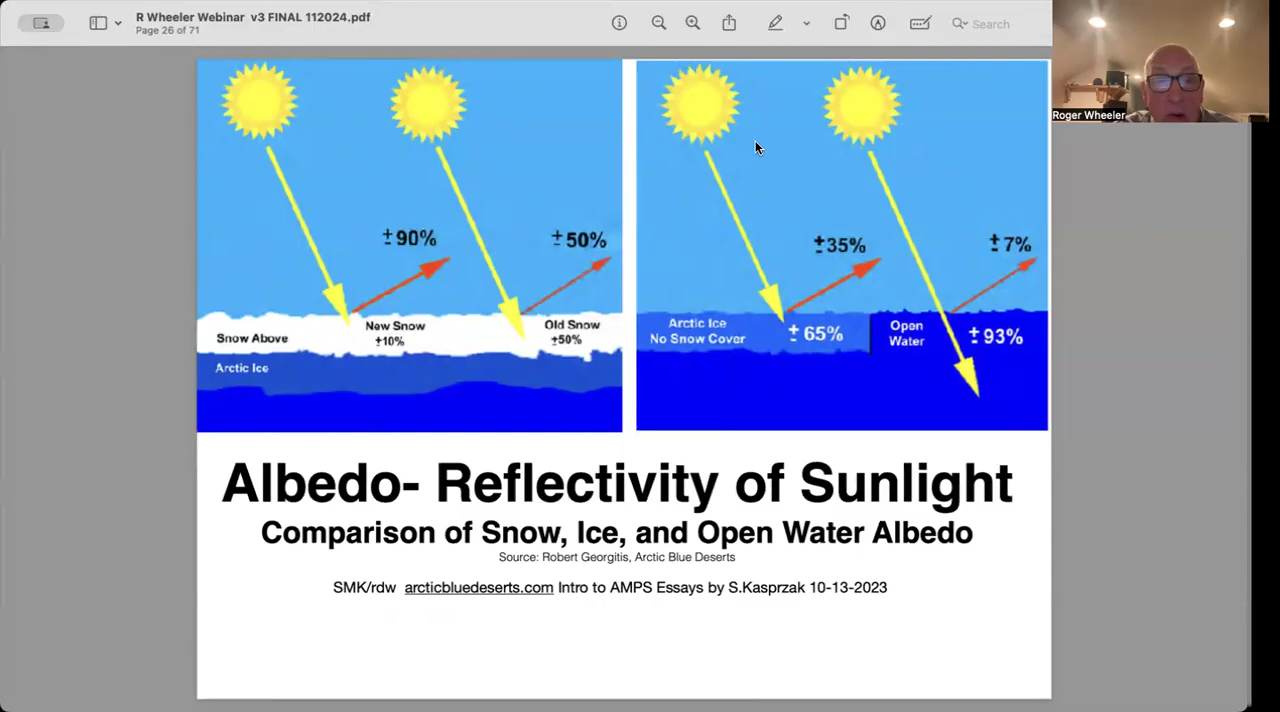 R Wheeler Webinar v3 FINAL 112024.pdf
Page 26 of 71
Search
Roger Wheeler
±90%
±50%
New Snow
±10%
Old Snow
±50%
Snow Above
Arctic Ice
±35%
±7%
Arctic Ice
No Snow Cover
±65%
Open
Water
±93%
Albedo- Reflectivity of Sunlight
Comparison of Snow, Ice, and Open Water Albedo
Source: Robert Georgitis, Arctic Blue Deserts
SMK/rdw arcticbluedeserts.com Intro to AMPS Essays by S.Kasprzak 10-13-2023